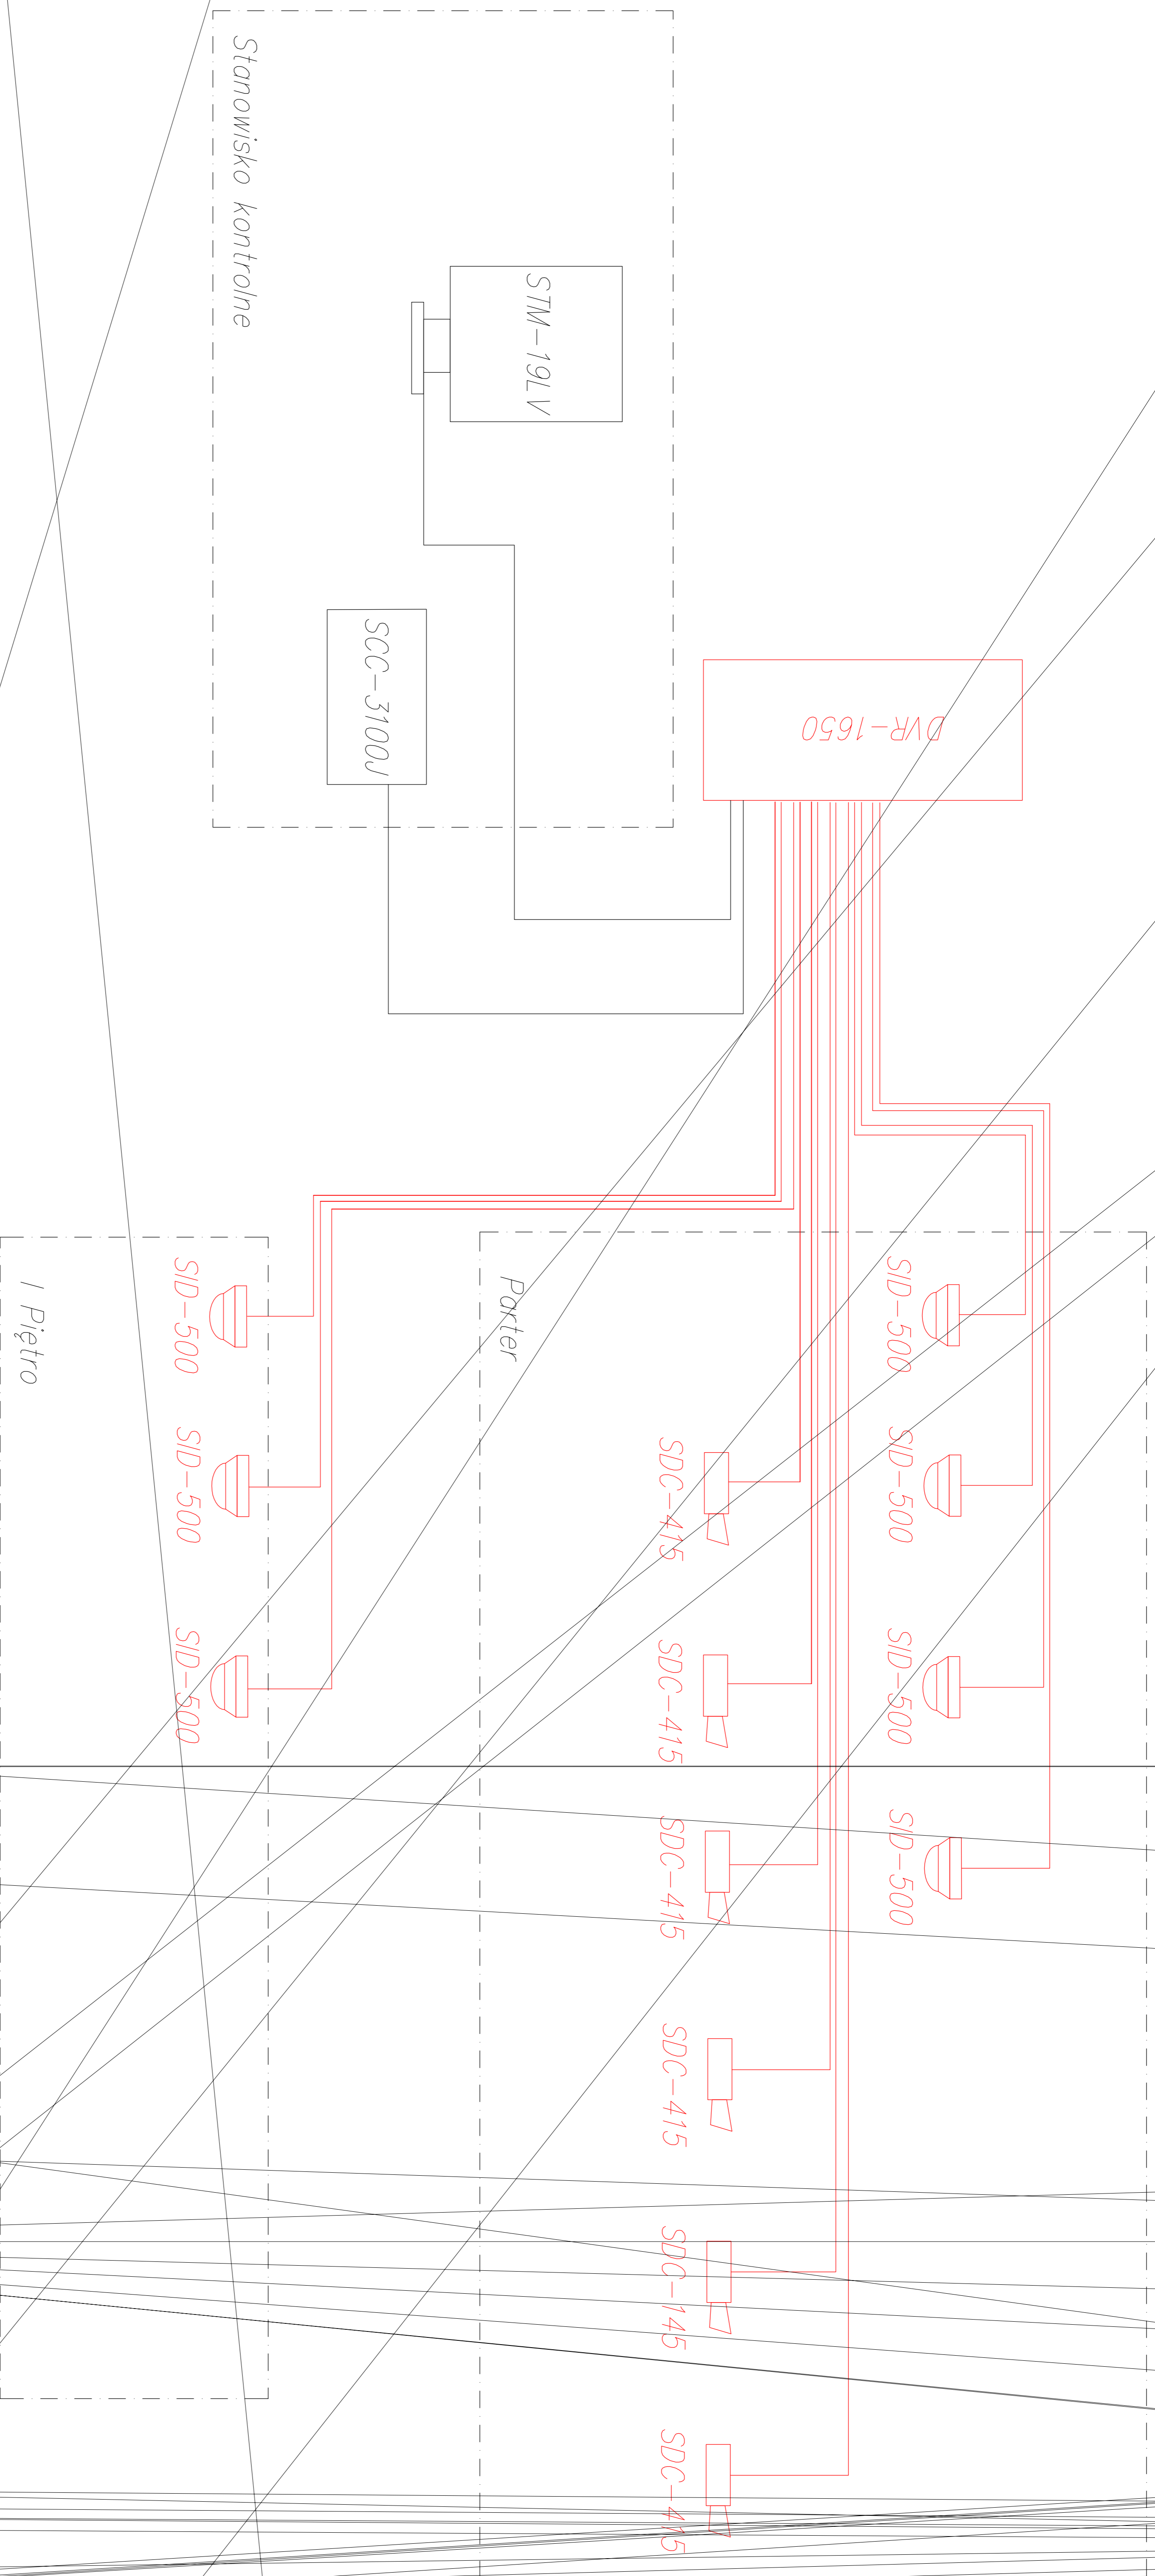 Stanowisko kontrolne
STM-19LV
SCC-3100J
DVR-1650
I Piętro
SID-500
SID-500
SID-500
Parter
SID-500
SID-500
SID-500
SID-500
SDC-415
SDC-415
SDC-415
SDC-415
SDC-145
SDC-415